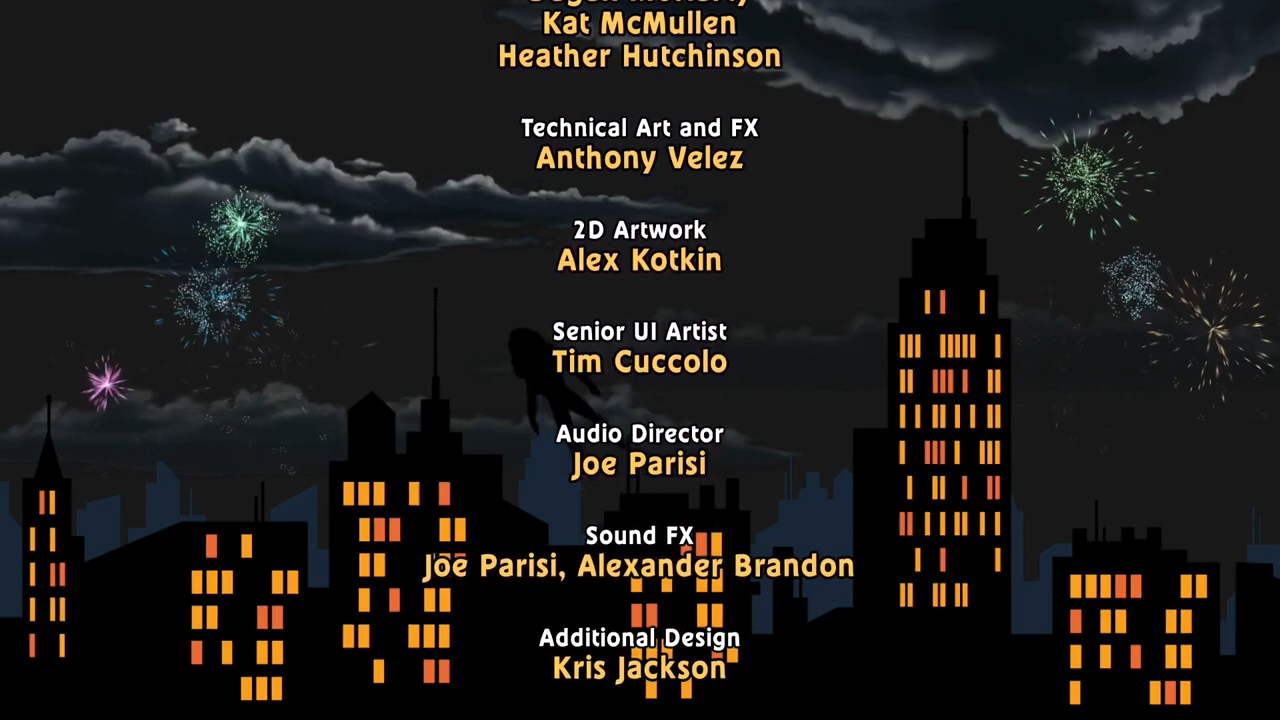 Kat McMullen
Heather Hutchinson
Technical Art and FX
Anthony Velez
2D Artwork
Alex Kotkin
Senior UI Artist
Tim Cuccolo
Audio Director
Joe Parisi
Sound FX
Joe Parisi, Alexander Brandon
Additional Design
Kris Jackson